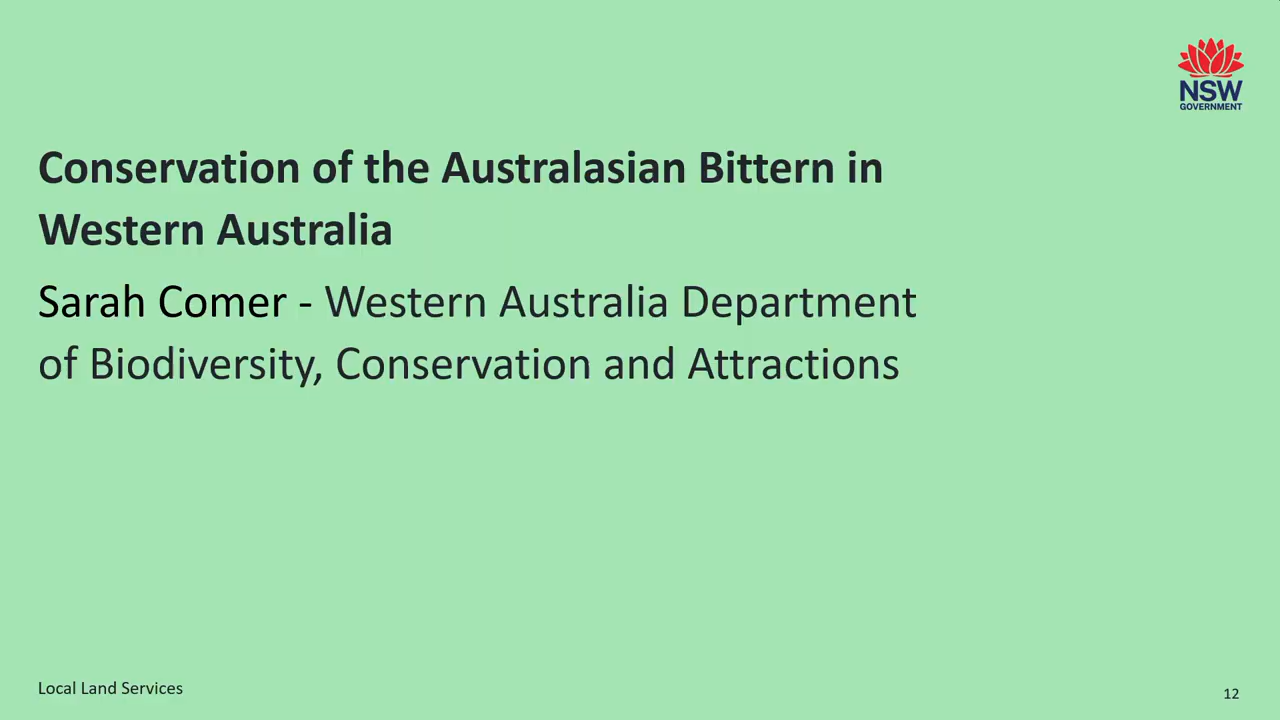 NSW
GOVERNMENT
Conservation of the Australasian Bittern in
Western Australia
Sarah Comer - Western Australia Department
of Biodiversity, Conservation and Attractions
Local Land Services
12